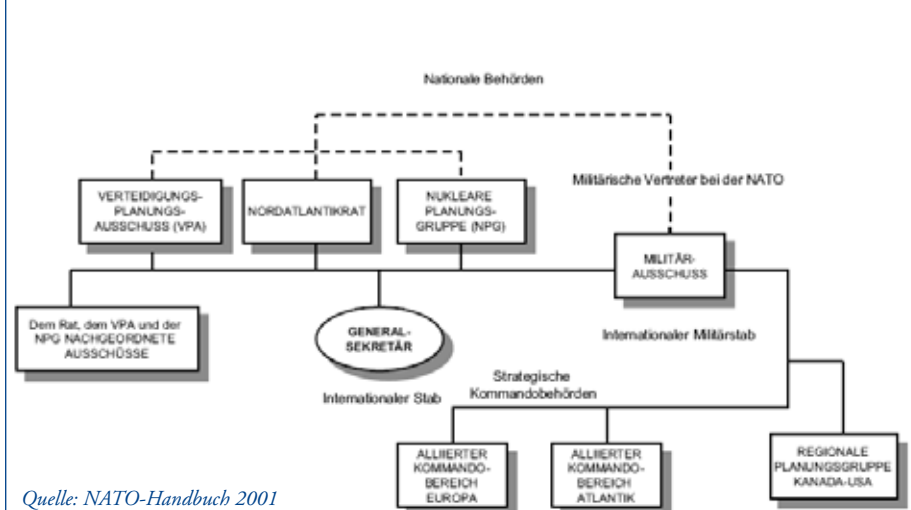 Nationale Behörden
VERTEIDIGUNGS-
PLANUNGS-
AUSSCHUSS (VPA)
NORDATLANTIKRAT
NUKLEARE
PLANUNGS-
GRUPPE (NPG)
Militärische Vertreter bei der NATO
MILITÄR-
AUSSCHUSS
Dem Rat, dem VPA und der
NPG NACHGEORDNETE
AUSSCHÜSSE
GENERAL-
SEKRETÄR
Internationaler Militärstab
Internationaler Stab
Strategische
Kommandobehörden
ALLIIERTER
KOMMANDO-
BEREICH
EUROPA
ALLIIERTER
KOMMANDO-
BEREICH
ATLANTIK
REGIONALE
PLANUNGSGRUPPE
KANADA-USA
Quelle: NATO-Handbuch 2001